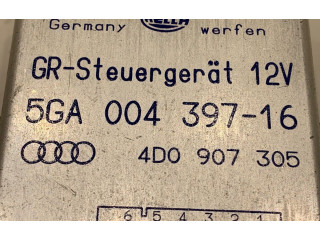 HELLA
Germany werfen
GR-Steuergerät 12V
5GA 004 397-16
4D0 907 305
6 5 4 3 2 1